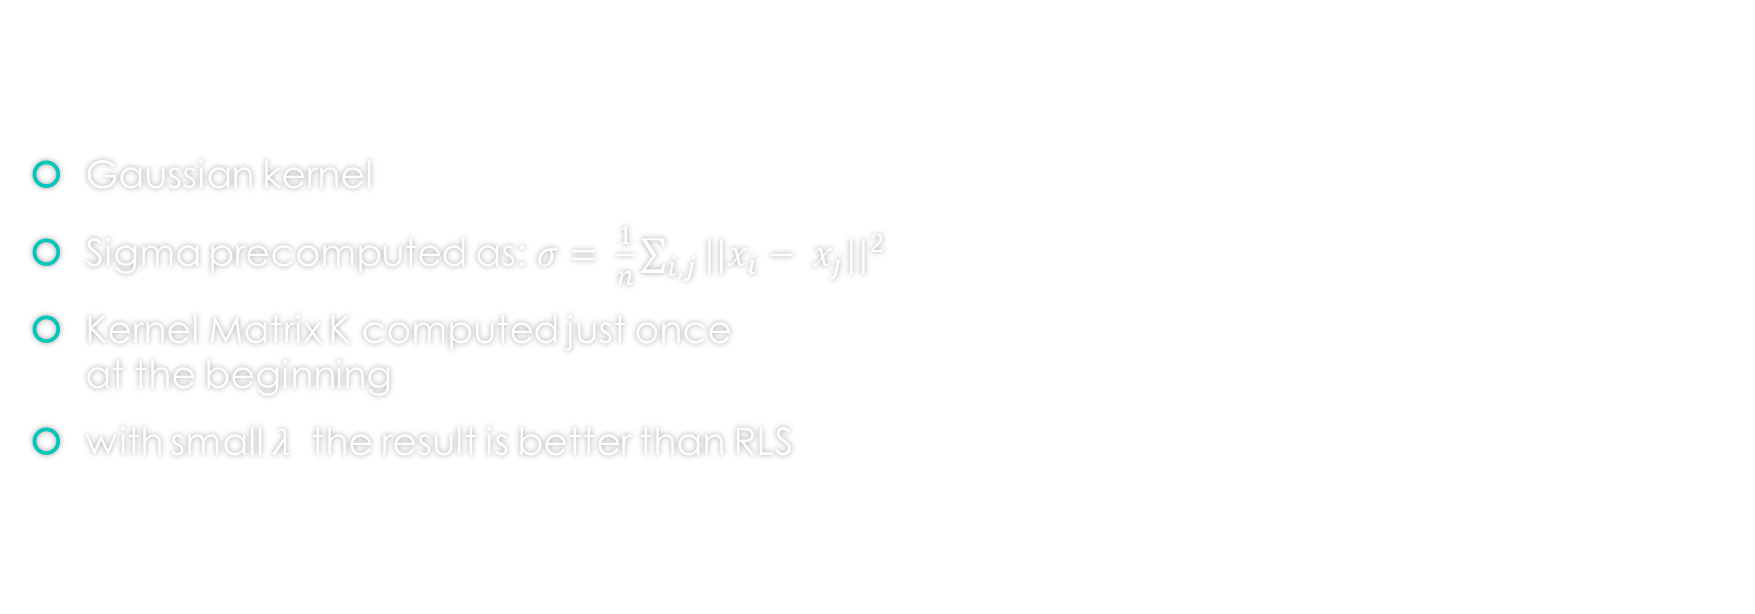 Gaussian kernel
Sigma precomputed as: σ = 1/n ∑i,j ||xi − xj||²
Kernel Matrix K computed just once
at the beginning
with small λ the result is better than RLS